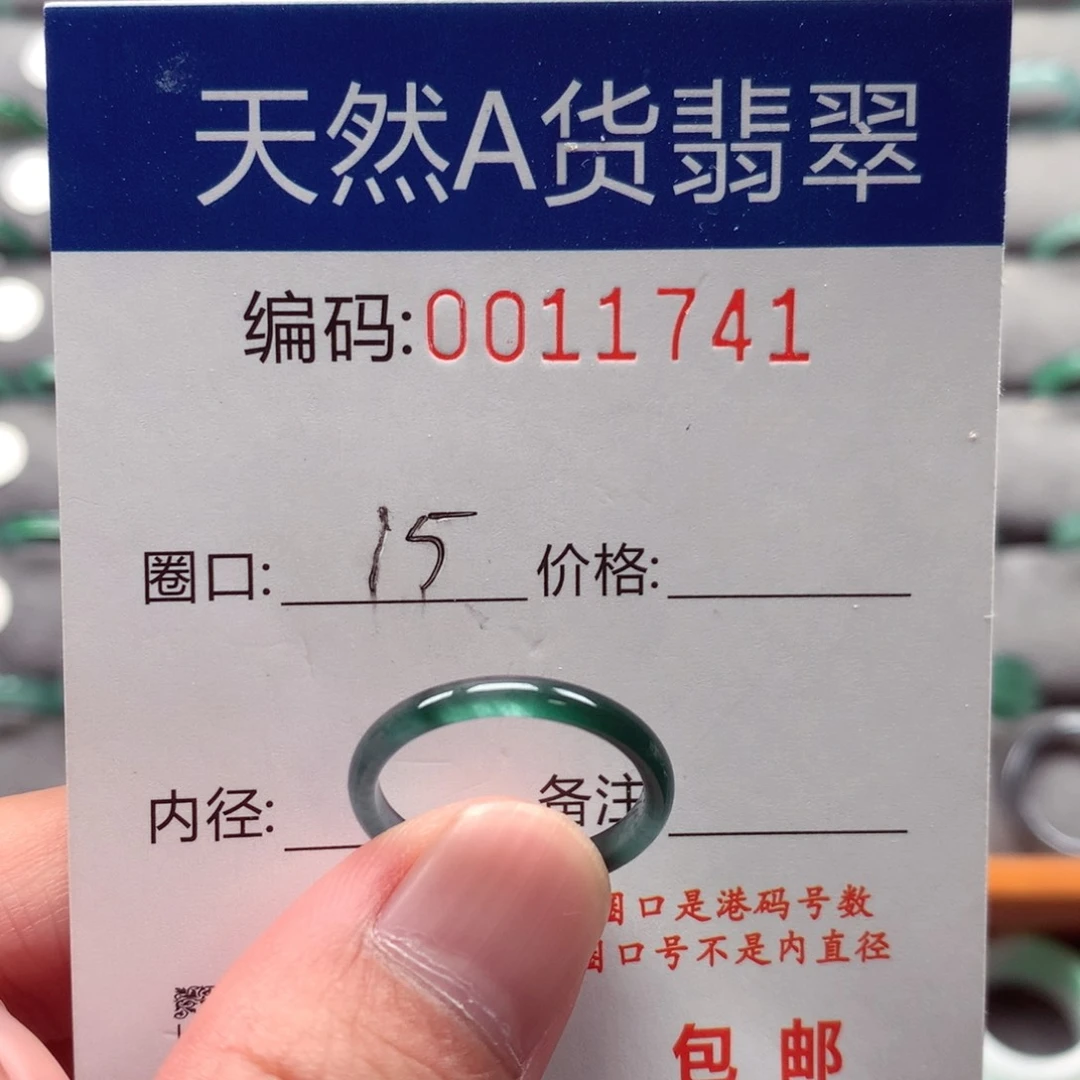 天然A货翡翠
编码:0011741
圈口: 15 价格:
内径: 备注
圈口是港码号数
圈口号不是内直径
包邮